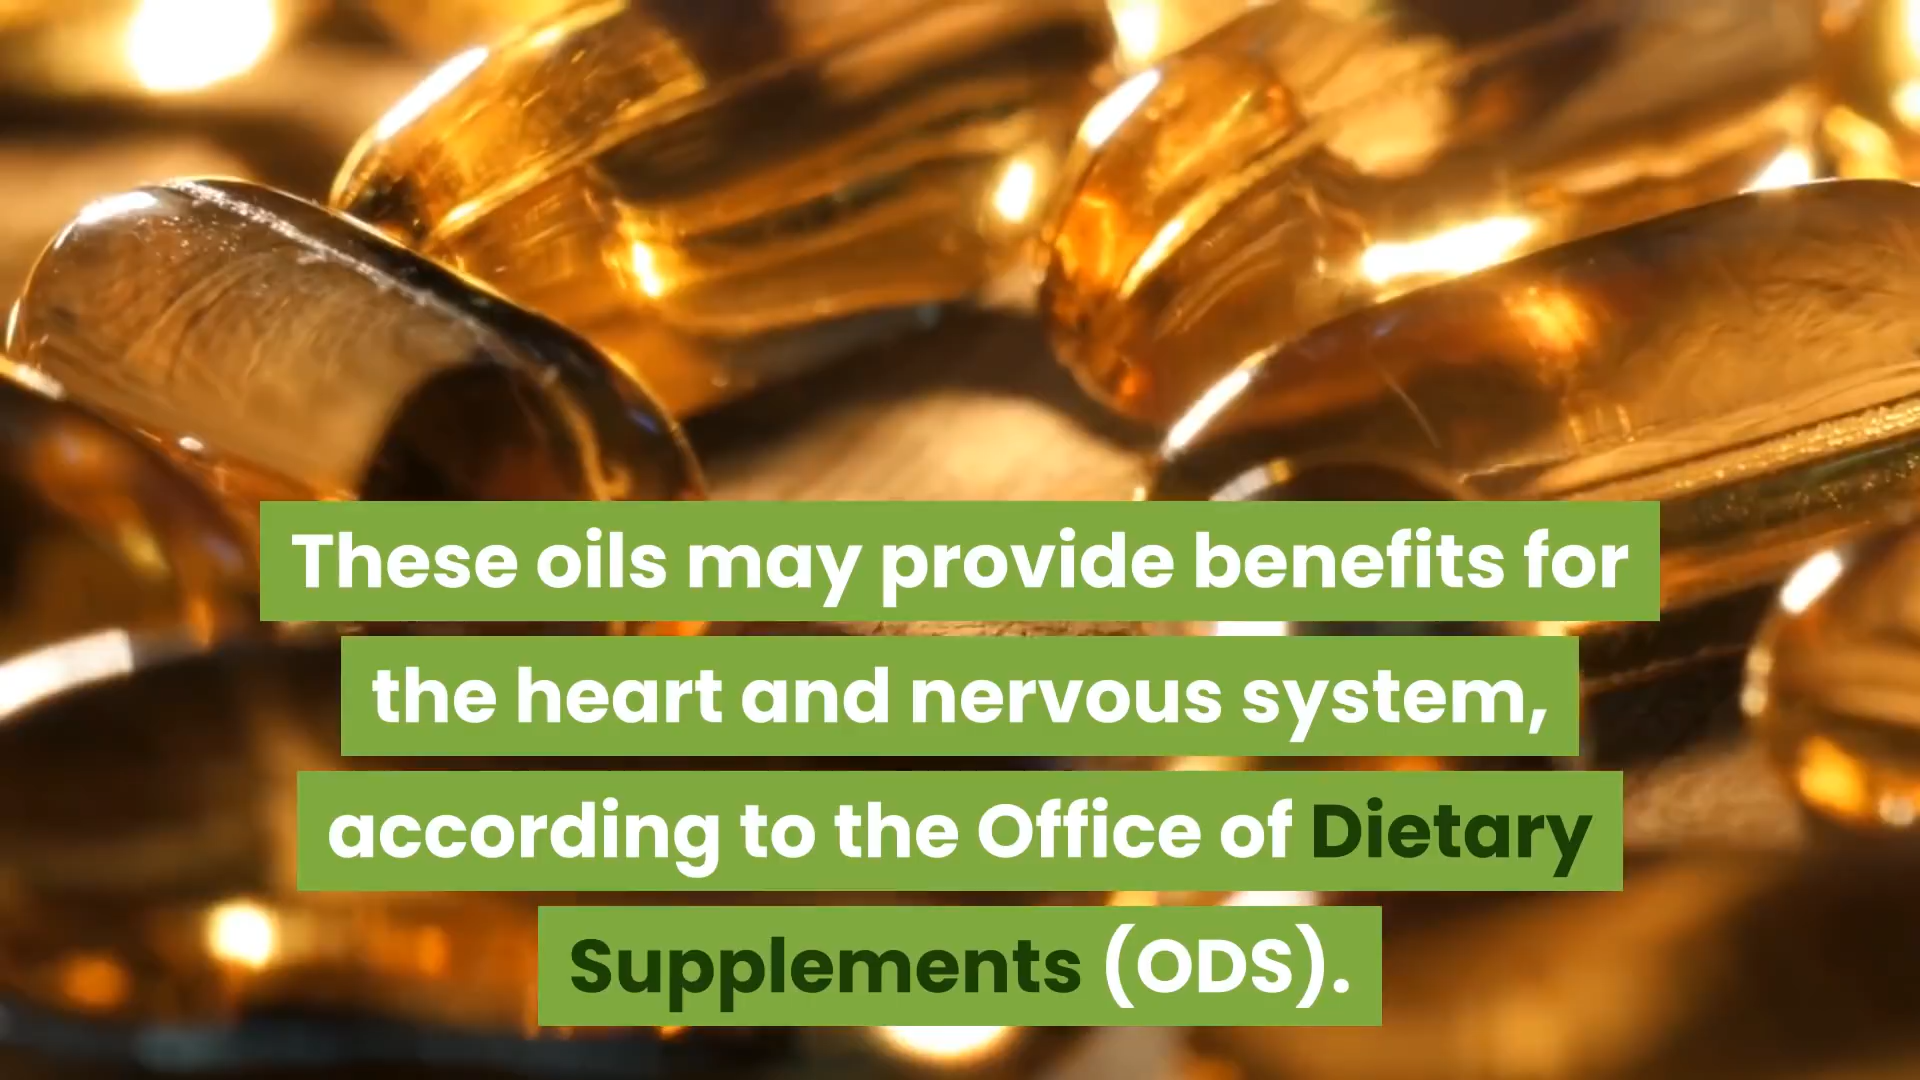 These oils may provide benefits for
the heart and nervous system,
according to the Office of Dietary
Supplements (ODS).